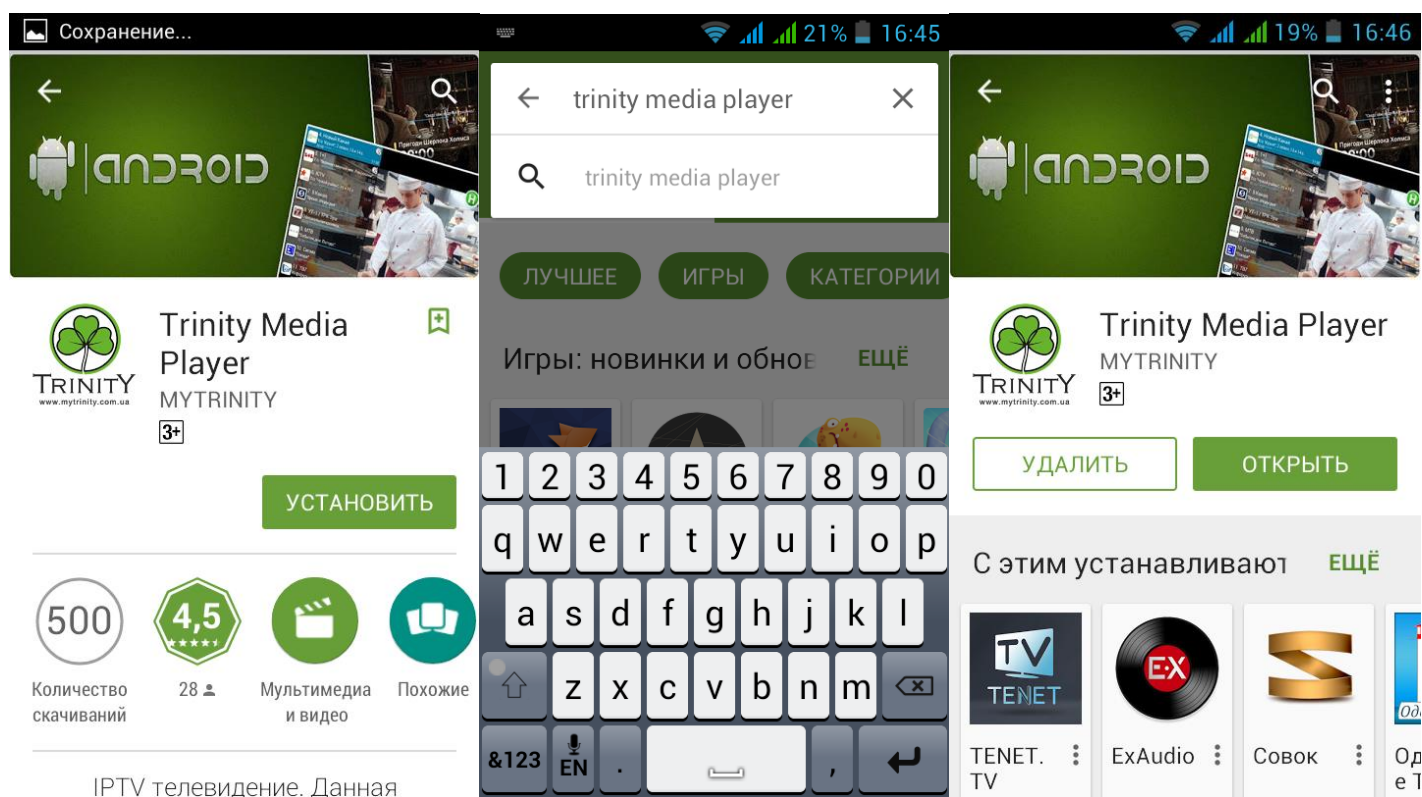 Сохранение...
ANDROID
TRINITY
www.mytrinity.com.ua
Trinity Media
Player
MYTRINITY
3+
УСТАНОВИТЬ
500
4,5
Количество
скачиваний
28
Мультимедиа
и видео
Похожие
IPTV телевидение. Данная
21% 16:45
trinity media player
trinity media player
ЛУЧШЕЕ ИГРЫ КАТЕГОРИИ
Игры: новинки и обнов ЕЩЁ
1 2 3 4 5 6 7 8 9 0
q w e r t y u i o p
a s d f g h j k l
z x c v b n m
&123 EN . ,
19% 16:46
ANDROID
TRINITY
www.mytrinity.com.ua
Trinity Media Player
MYTRINITY
3+
УДАЛИТЬ ОТКРЫТЬ
С этим устанавливают ЕЩЁ
TV
TENET
EX
TENET.
TV
ExAudio
Совок